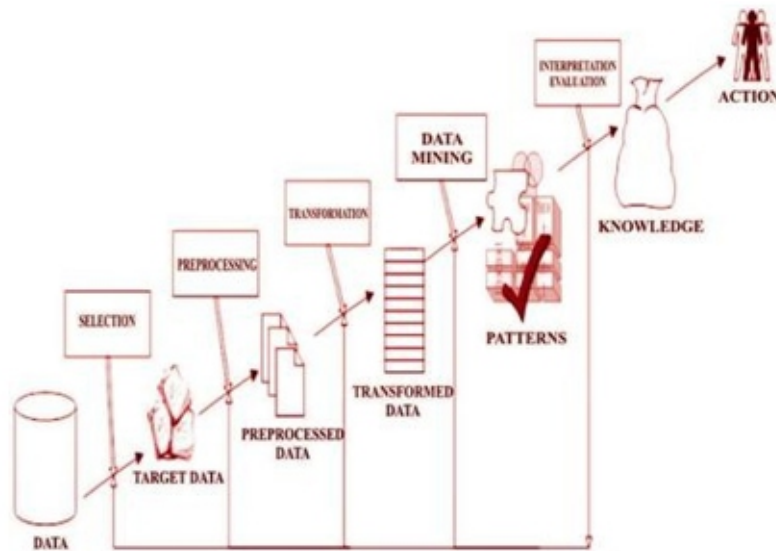 ACTION
INTERPRETATION
EVALUATION
KNOWLEDGE
DATA
MINING
PATTERNS
TRANSFORMATION
TRANSFORMED
DATA
PREPROCESSING
PREPROCESSED
DATA
SELECTION
TARGET DATA
DATA